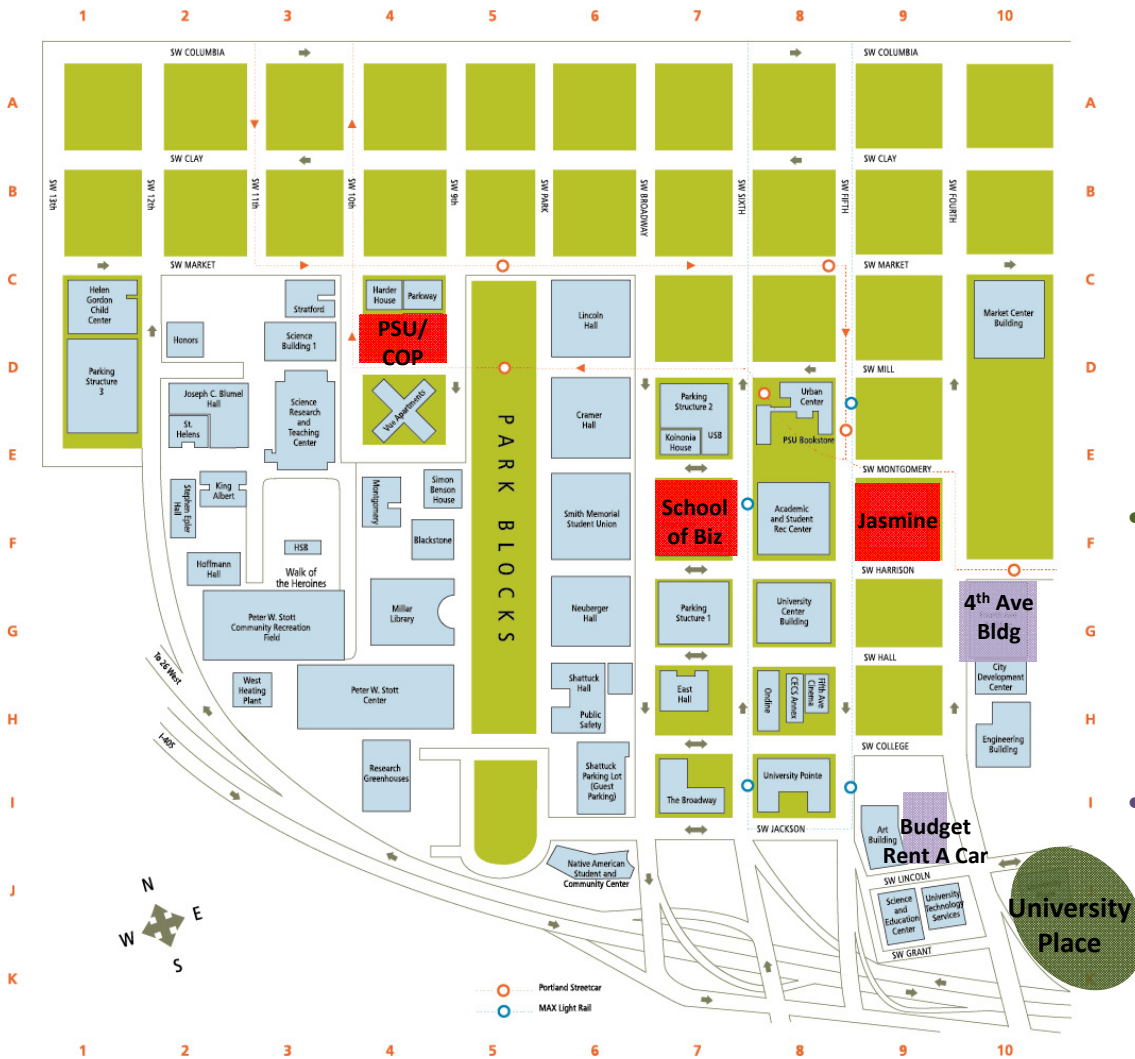 1 2 3 4 5 6 7 8 9 10
SW COLUMBIA SW COLUMBIA
A A
SW CLAY SW CLAY
B B
SW 13th
SW 12th
SW 11th
SW 10th
SW 9th
SW PARK
SW BROADWAY
SW SIXTH
SW FIFTH
SW FOURTH
SW MARKET SW MARKET
C C
Helen
Gordon
Child
Center
Stratford
Harder
House
Parkway
Lincoln
Hall
Market Center
Building
PSU/
COP
Honors
Science
Building 1
D D
SW MILL
Parking
Structure
3
Joseph C. Blumel
Hall
St.
Helens
Science
Research
and
Teaching
Center
Vue Apartments
PARK BLOCKS
Cramer
Hall
Parking
Structure 2
Koinonia
House
USB
Urban
Center
PSU Bookstore
E E
SW MONTGOMERY
Stephen Epler
Hall
King
Albert
Montgomery
Simon
Benson
House
Blackstone
Smith Memorial
Student Union
School
of Biz
Academic
and Student
Rec Center
Jasmine
F F
HSB
Hoffmann
Hall
Walk of
the Heroines
SW HARRISON
G G
Peter W. Stott
Community Recreation
Field
Millar
Library
Neuberger
Hall
Parking
Stucture 1
University
Center
Building
4th Ave
Bldg
SW HALL
City
Development
Center
To 26 West
West
Heating
Plant
Peter W. Stott
Center
Shattuck
Hall
Public
Safety
East
Hall
Ondine
CECS Annex
Fifth Ave
Cinema
Engineering
Building
H H
I-405
SW COLLEGE
Research
Greenhouses
Shattuck
Parking Lot
(Guest
Parking)
The Broadway
University Pointe
I I
SW JACKSON
Art
Building
Budget
Rent A Car
Native American
Student and
Community Center
SW LINCOLN
J
Science
and
Education
Center
University
Technology
Services
University
Place
SW GRANT
N
E
W
S
K K
Portland Streetcar
MAX Light Rail
1 2 3 4 5 6 7 8 9 10